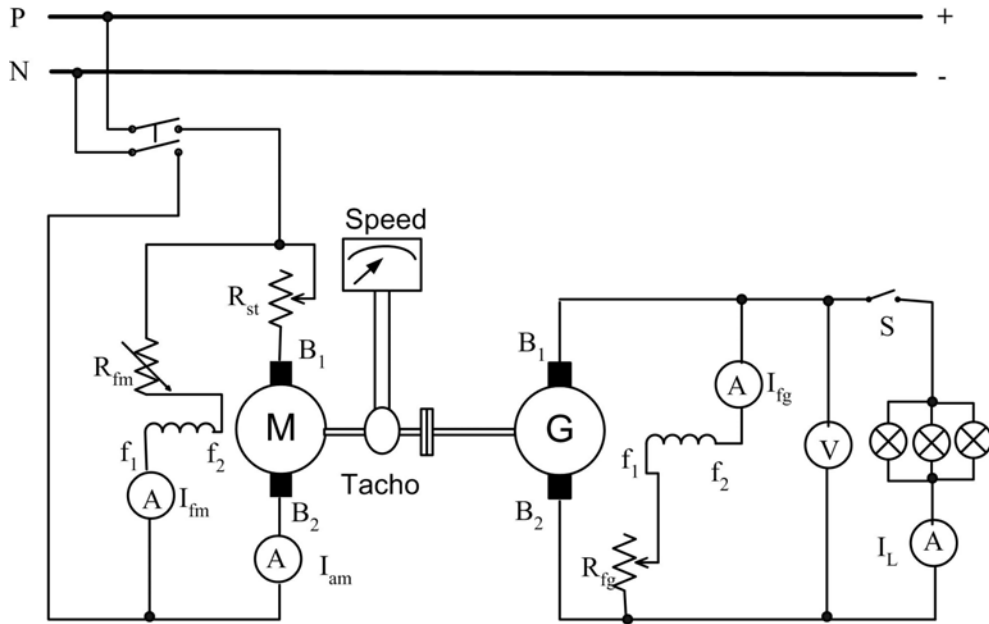 P +
N -
Speed
R_st
B_1
R_fm
M
f_1
f_2
A
I_fm
B_2
A
I_am
Tacho
B_1
G
B_2
A
I_fg
f_1
f_2
R_fg
V
S
A
I_L